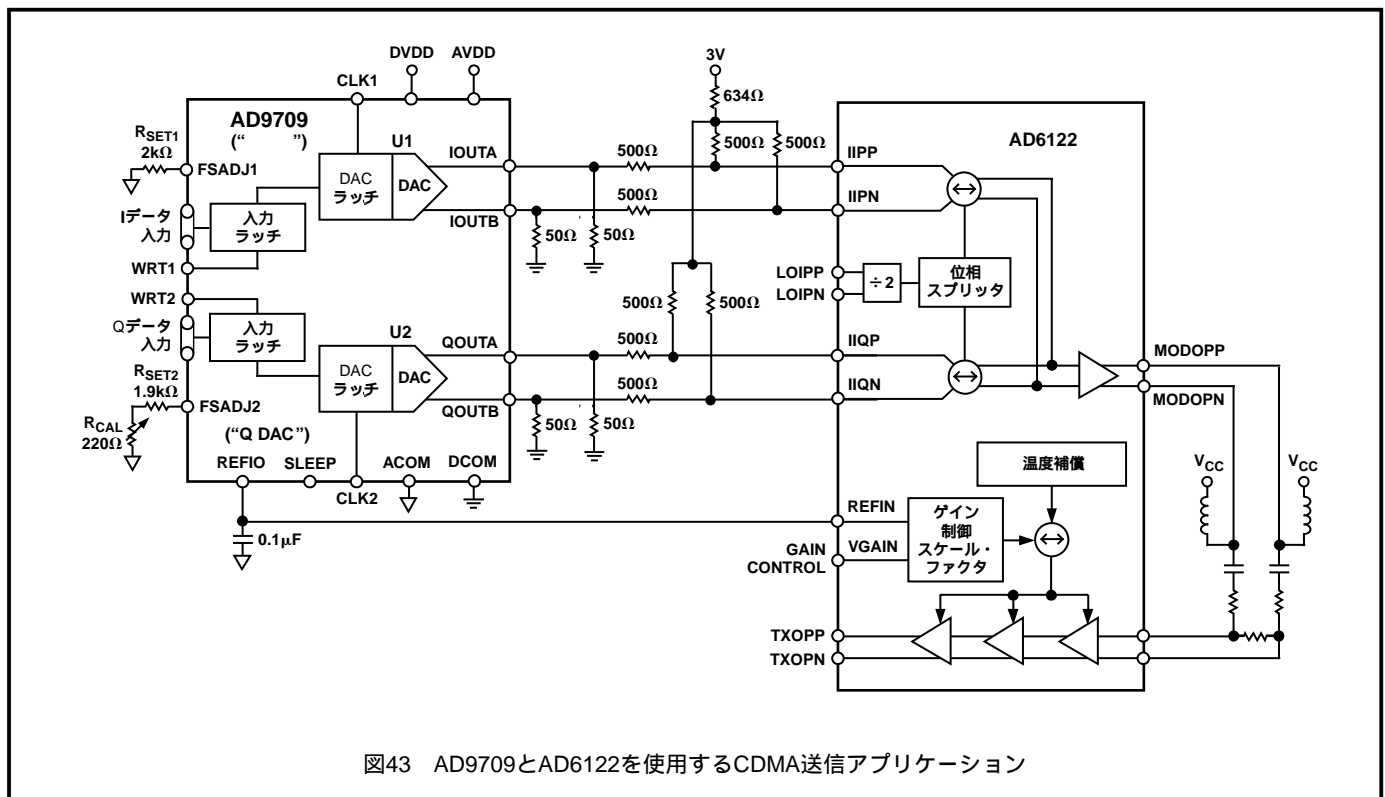 DVDD AVDD
3V
CLK1
634Ω
AD9709
(“ ”)
U1
AD6122
RSET1
2kΩ
FSADJ1
IOUTA
500Ω
500Ω
500Ω
IIPP
DAC
ラッチ
DAC
Iデータ
入力
入力
ラッチ
500Ω
IIPN
IOUTB
50Ω
50Ω
WRT1
LOIPP
LOIPN
÷2
位相
スプリッタ
WRT2
500Ω
500Ω
Qデータ
入力
入力
ラッチ
U2
QOUTA
500Ω
IIQP
DAC
ラッチ
DAC
MODOPP
RSET2
1.9kΩ
500Ω
IIQN
MODOPN
FSADJ2
QOUTB
RCAL
220Ω
(“Q DAC”)
50Ω
50Ω
REFIO
SLEEP
CLK2
ACOM
DCOM
温度補償
VCC
VCC
REFIN
ゲイン
制御
スケール・
ファクタ
0.1µF
GAIN
CONTROL
VGAIN
TXOPP
TXOPN
図43 AD9709とAD6122を使用するCDMA送信アプリケーション